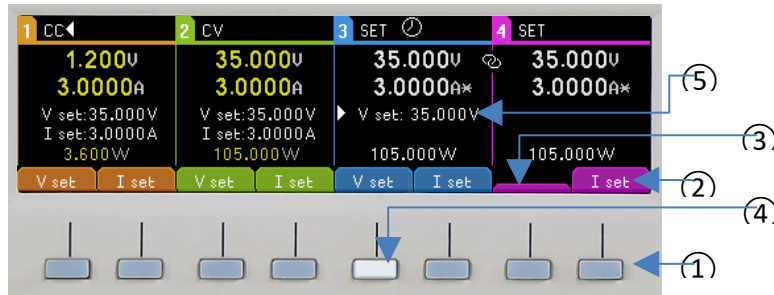 1 CC◀ 2 CV 3 SET 4 SET
1.200V 35.000V 35.000V 35.000V
3.0000A 3.0000A 3.0000A* 3.0000A*
V set:35.000V V set:35.000V ▶ V set: 35.000V
I set:3.0000A I set:3.0000A
3.600W 105.000W 105.000W 105.000W
V set I set V set I set V set I set I set
⑤
③
②
④
①